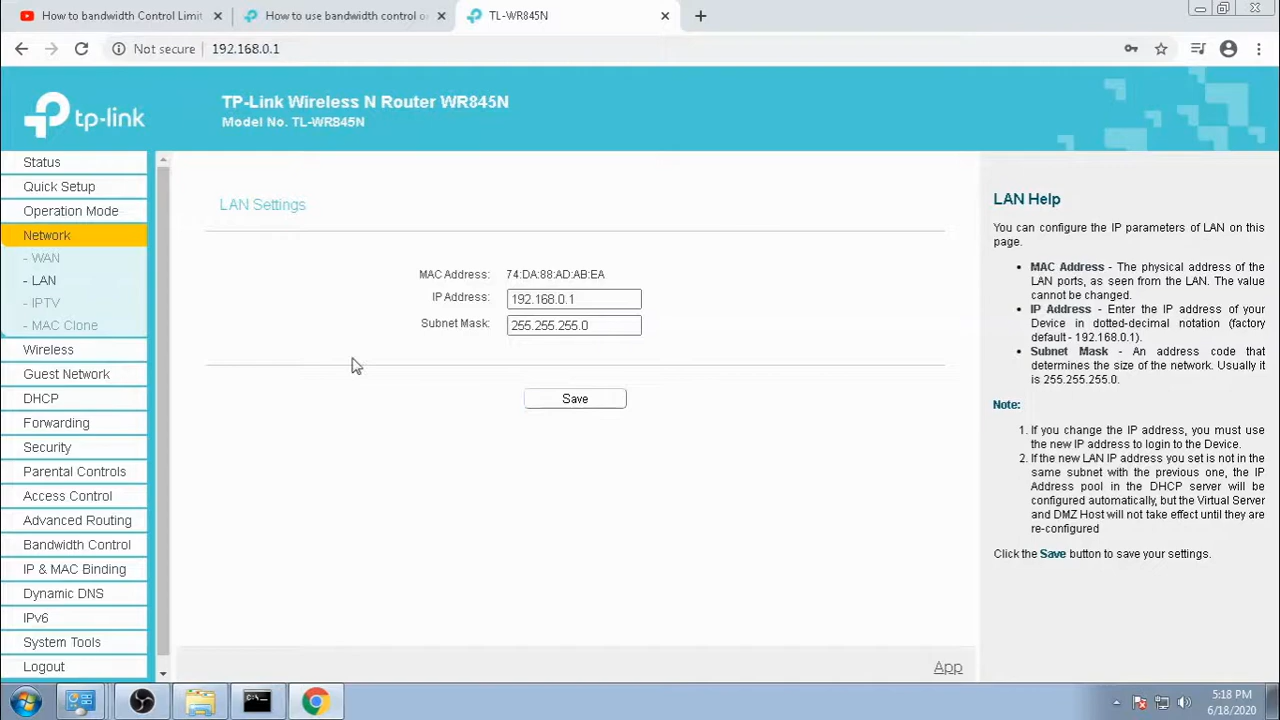 How to bandwidth Control Limit
How to use bandwidth control o
TL-WR845N
Not secure
192.168.0.1
tp-link
TP-Link Wireless N Router WR845N
Model No. TL-WR845N
Status
Quick Setup
Operation Mode
Network
- WAN
- LAN
- IPTV
- MAC Clone
Wireless
Guest Network
DHCP
Forwarding
Security
Parental Controls
Access Control
Advanced Routing
Bandwidth Control
IP & MAC Binding
Dynamic DNS
IPv6
System Tools
Logout
LAN Settings
MAC Address: 74:DA:88:AD:AB:EA
IP Address: 192.168.0.1
Subnet Mask: 255.255.255.0
Save
App
LAN Help
You can configure the IP parameters of LAN on this
page.
• MAC Address - The physical address of the
LAN ports, as seen from the LAN. The value
cannot be changed.
• IP Address - Enter the IP address of your
Device in dotted-decimal notation (factory
default - 192.168.0.1).
• Subnet Mask - An address code that
determines the size of the network. Usually it
is 255.255.255.0.
Note:
1. If you change the IP address, you must use
the new IP address to login to the Device.
2. If the new LAN IP address you set is not in the
same subnet with the previous one, the IP
Address pool in the DHCP server will be
configured automatically, but the Virtual Server
and DMZ Host will not take effect until they are
re-configured
Click the Save button to save your settings.
C:\.
5:18 PM
6/18/2020